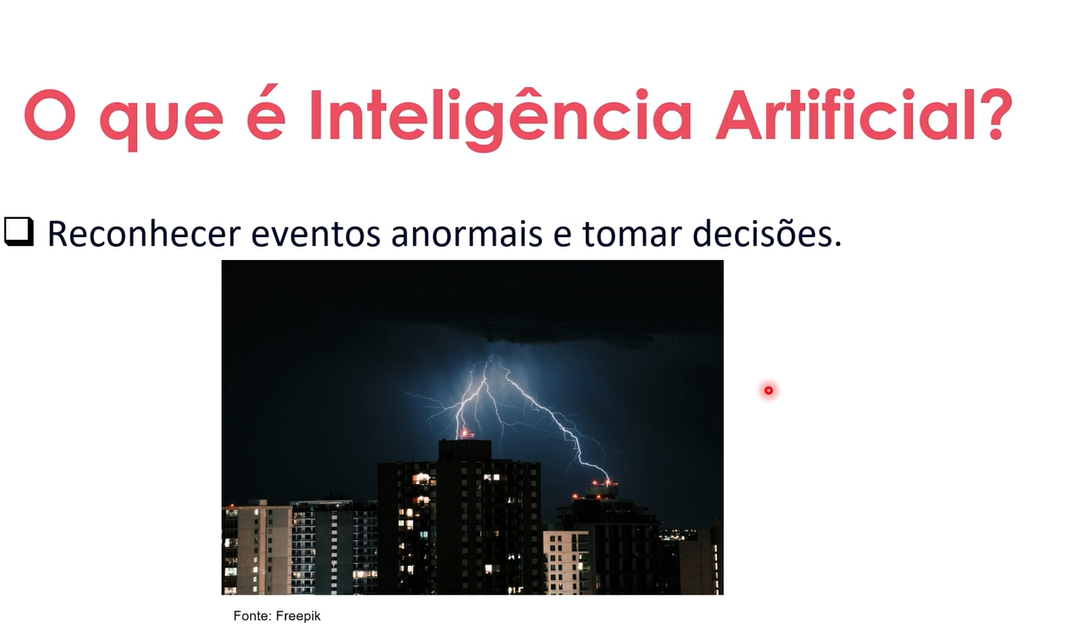 O que é Inteligência Artificial?
Reconhecer eventos anormais e tomar decisões.
Fonte: Freepik